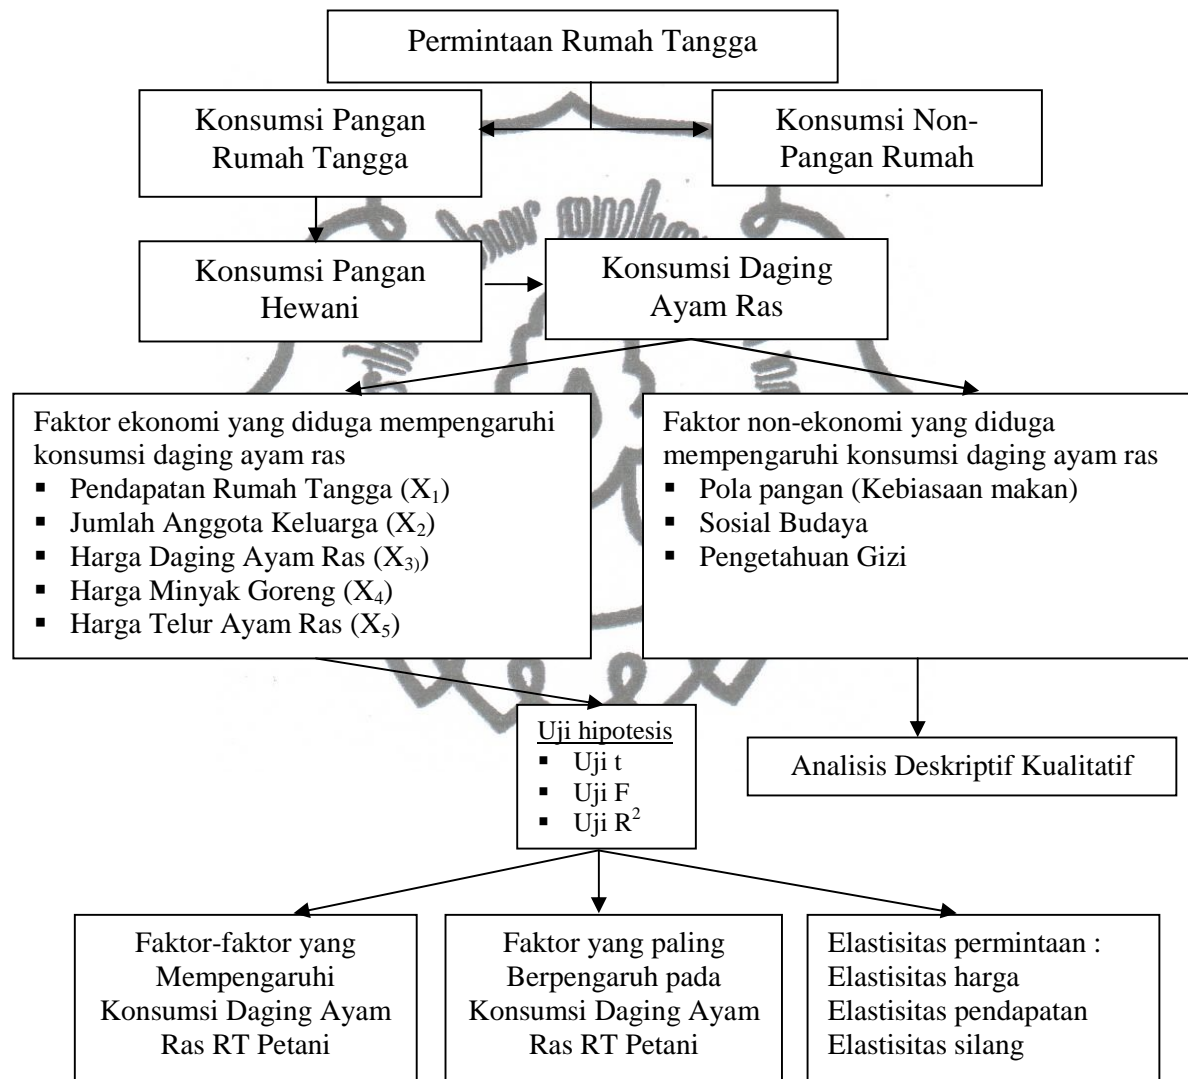 Permintaan Rumah Tangga
Konsumsi Pangan
Rumah Tangga
Konsumsi Non-
Pangan Rumah
Konsumsi Pangan
Hewani
Konsumsi Daging
Ayam Ras
Faktor ekonomi yang diduga mempengaruhi
konsumsi daging ayam ras
▪ Pendapatan Rumah Tangga (X₁)
▪ Jumlah Anggota Keluarga (X₂)
▪ Harga Daging Ayam Ras (X₃₎)
▪ Harga Minyak Goreng (X₄)
▪ Harga Telur Ayam Ras (X₅)
Faktor non-ekonomi yang diduga
mempengaruhi konsumsi daging ayam ras
▪ Pola pangan (Kebiasaan makan)
▪ Sosial Budaya
▪ Pengetahuan Gizi
Uji hipotesis
▪ Uji t
▪ Uji F
▪ Uji R²
Analisis Deskriptif Kualitatif
Faktor-faktor yang
Mempengaruhi
Konsumsi Daging Ayam
Ras RT Petani
Faktor yang paling
Berpengaruh pada
Konsumsi Daging Ayam
Ras RT Petani
Elastisitas permintaan :
Elastisitas harga
Elastisitas pendapatan
Elastisitas silang